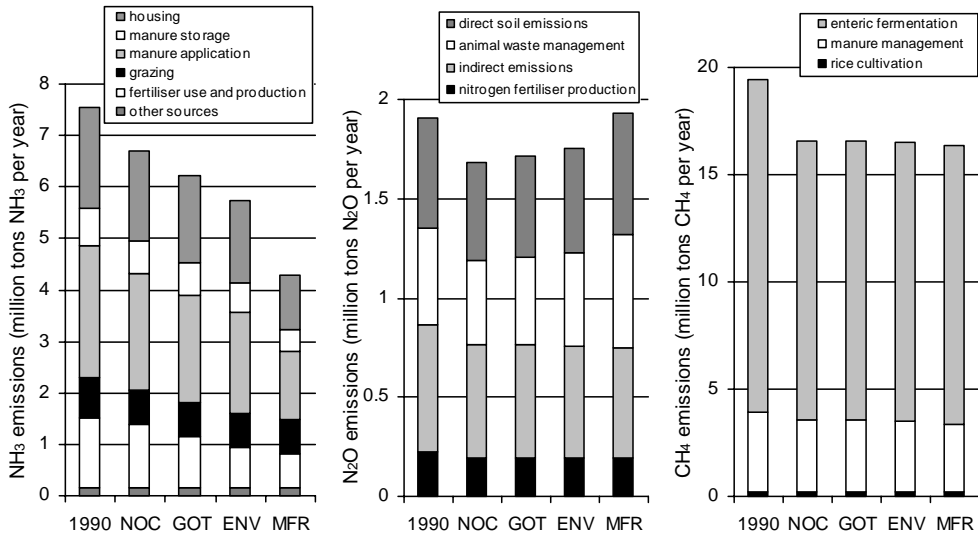 housing
manure storage
manure application
grazing
fertiliser use and production
other sources
NH₃ emissions (million tons NH₃ per year)
8
7
6
5
4
3
2
1
0
1990 NOC GOT ENV MFR
direct soil emissions
animal waste management
indirect emissions
nitrogen fertiliser production
N₂O emissions (million tons N₂O per year)
2
1.5
1
0.5
0
1990 NOC GOT ENV MFR
enteric fermentation
manure management
rice cultivation
CH₄ emissions (million tons CH₄ per year)
20
15
10
5
0
1990 NOC GOT ENV MFR